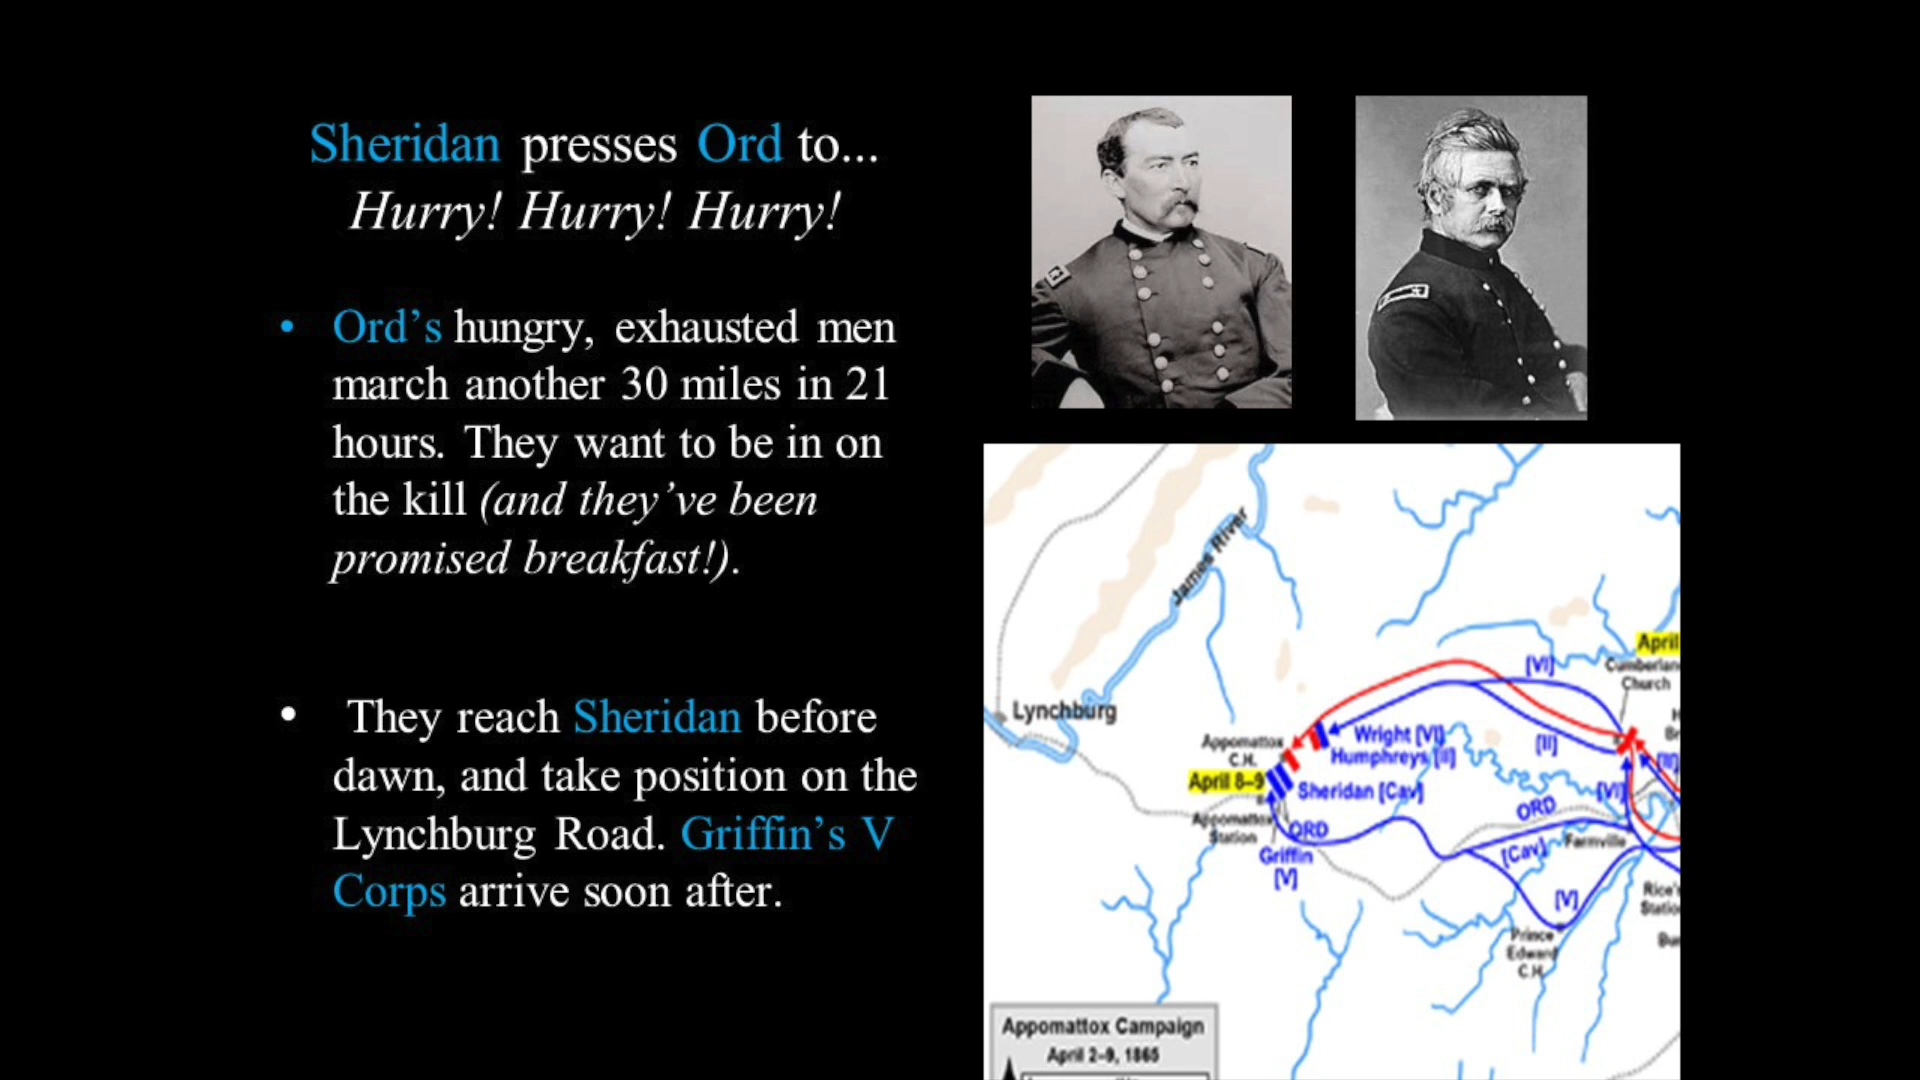 Sheridan presses Ord to...
Hurry! Hurry! Hurry!
• Ord’s hungry, exhausted men
march another 30 miles in 21
hours. They want to be in on
the kill (and they’ve been
promised breakfast!).
• They reach Sheridan before
dawn, and take position on the
Lynchburg Road. Griffin’s V
Corps arrive soon after.
James River
Lynchburg
April
Church
[VI]
Appomattox
C.H.
April 8–9
Wright [VI]
Humphreys [II]
Sheridan [Cav]
[II]
[II]
[VI]
ORD
Appomattox
Station
ORD
Griffin
[V]
[Cav]
Farmville
[V]
Prince
Edward
C.H.
Rice's
Appomattox Campaign
April 2–9, 1865